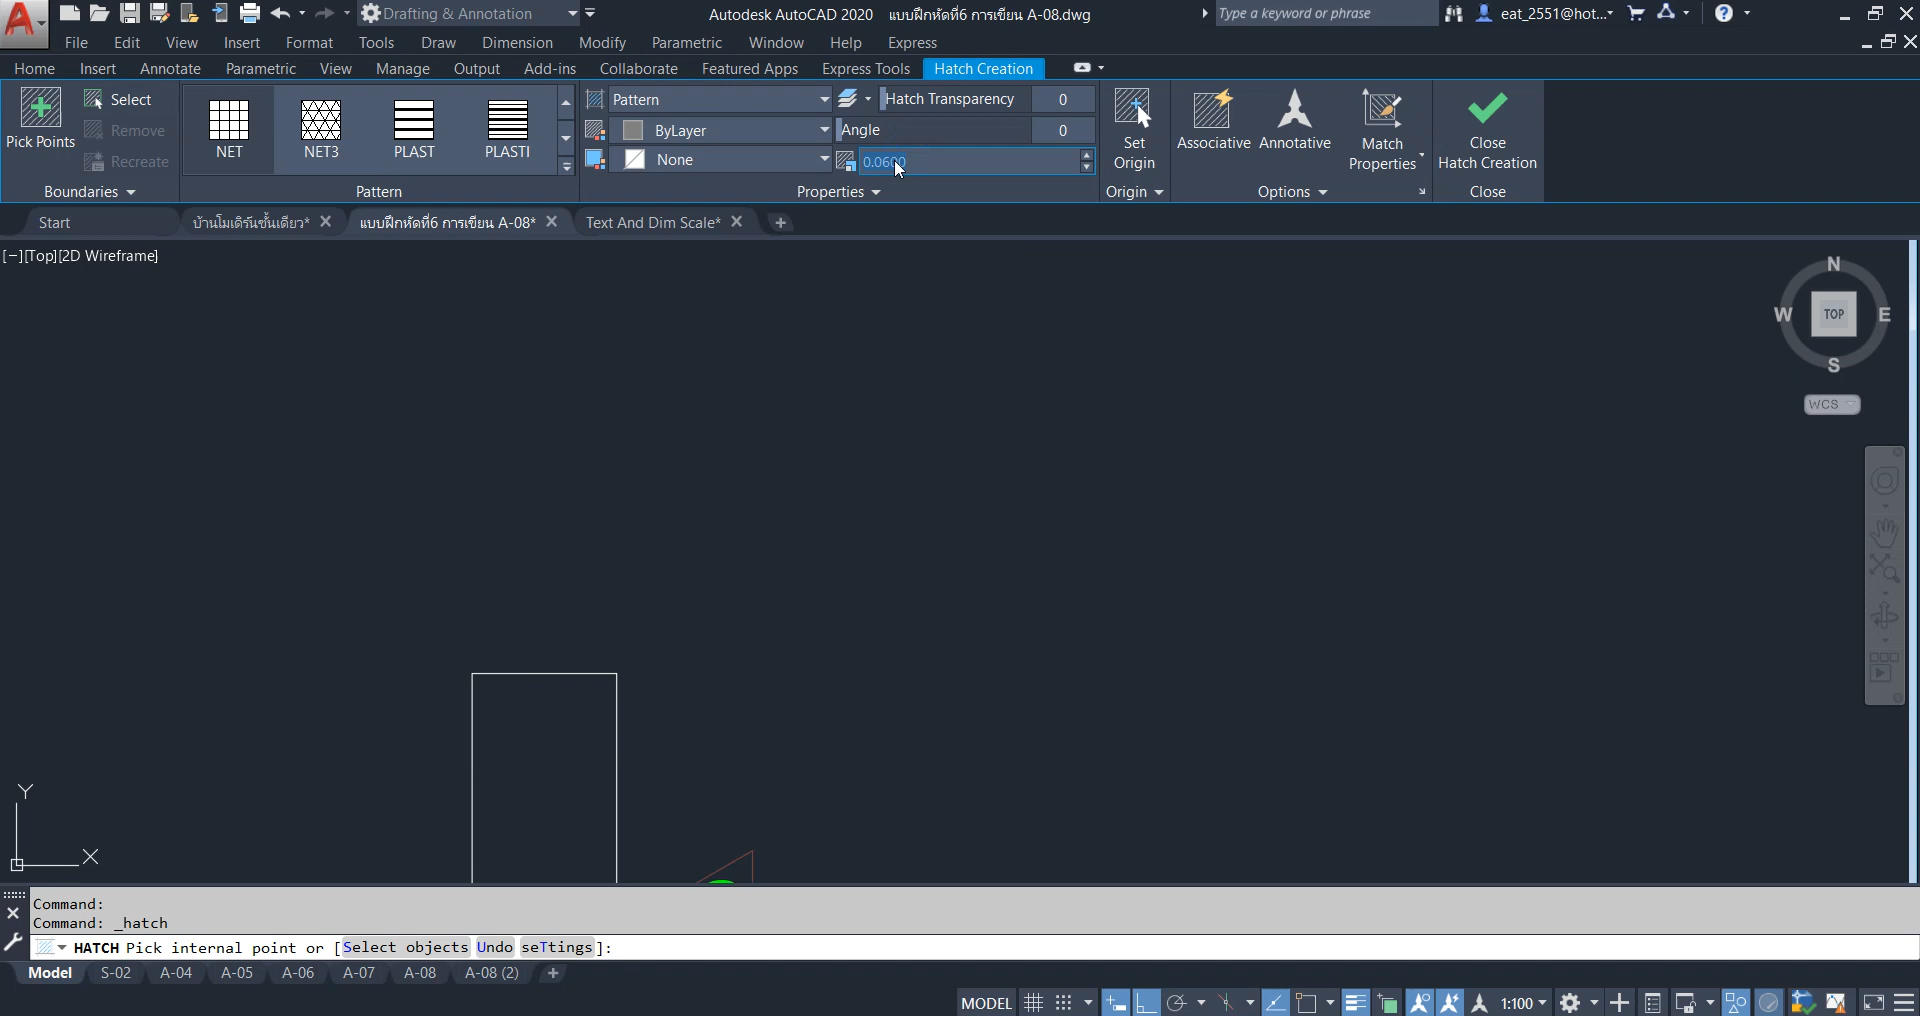 Drafting & Annotation
Autodesk AutoCAD 2020 แบบฝึกหัดที่6 การเขียน A-08.dwg
Type a keyword or phrase
eat_2551@hot...
File Edit View Insert Format Tools Draw Dimension Modify Parametric Window Help Express
Home Insert Annotate Parametric View Manage Output Add-ins Collaborate Featured Apps Express Tools Hatch Creation
Pick Points
Select
Remove
Recreate
Boundaries
NET
NET3
PLAST
PLASTI
Pattern
Pattern
ByLayer
None
Hatch Transparency 0
Angle 0
0.0600
Properties
Set
Origin
Origin
Associative
Annotative
Match
Properties
Options
Close
Hatch Creation
Close
Start
บ้านโมเดิร์นชั้นเดียว*
แบบฝึกหัดที่6 การเขียน A-08*
Text And Dim Scale*
[−][Top][2D Wireframe]
N
W TOP E
S
WCS
Y
X
Command:
Command: _hatch
HATCH Pick internal point or [Select objects Undo seTtings]:
Model S-02 A-04 A-05 A-06 A-07 A-08 A-08 (2)
MODEL 1:100